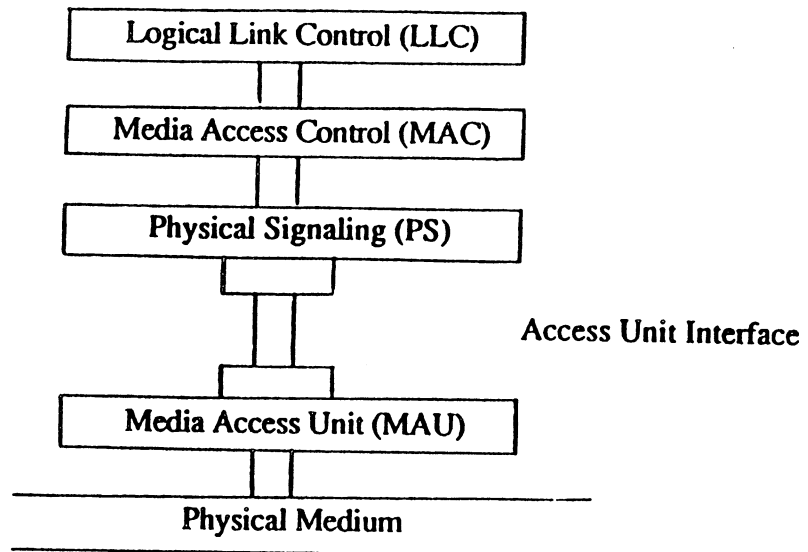 Logical Link Control (LLC)
Media Access Control (MAC)
Physical Signaling (PS)
Access Unit Interface
Media Access Unit (MAU)
Physical Medium